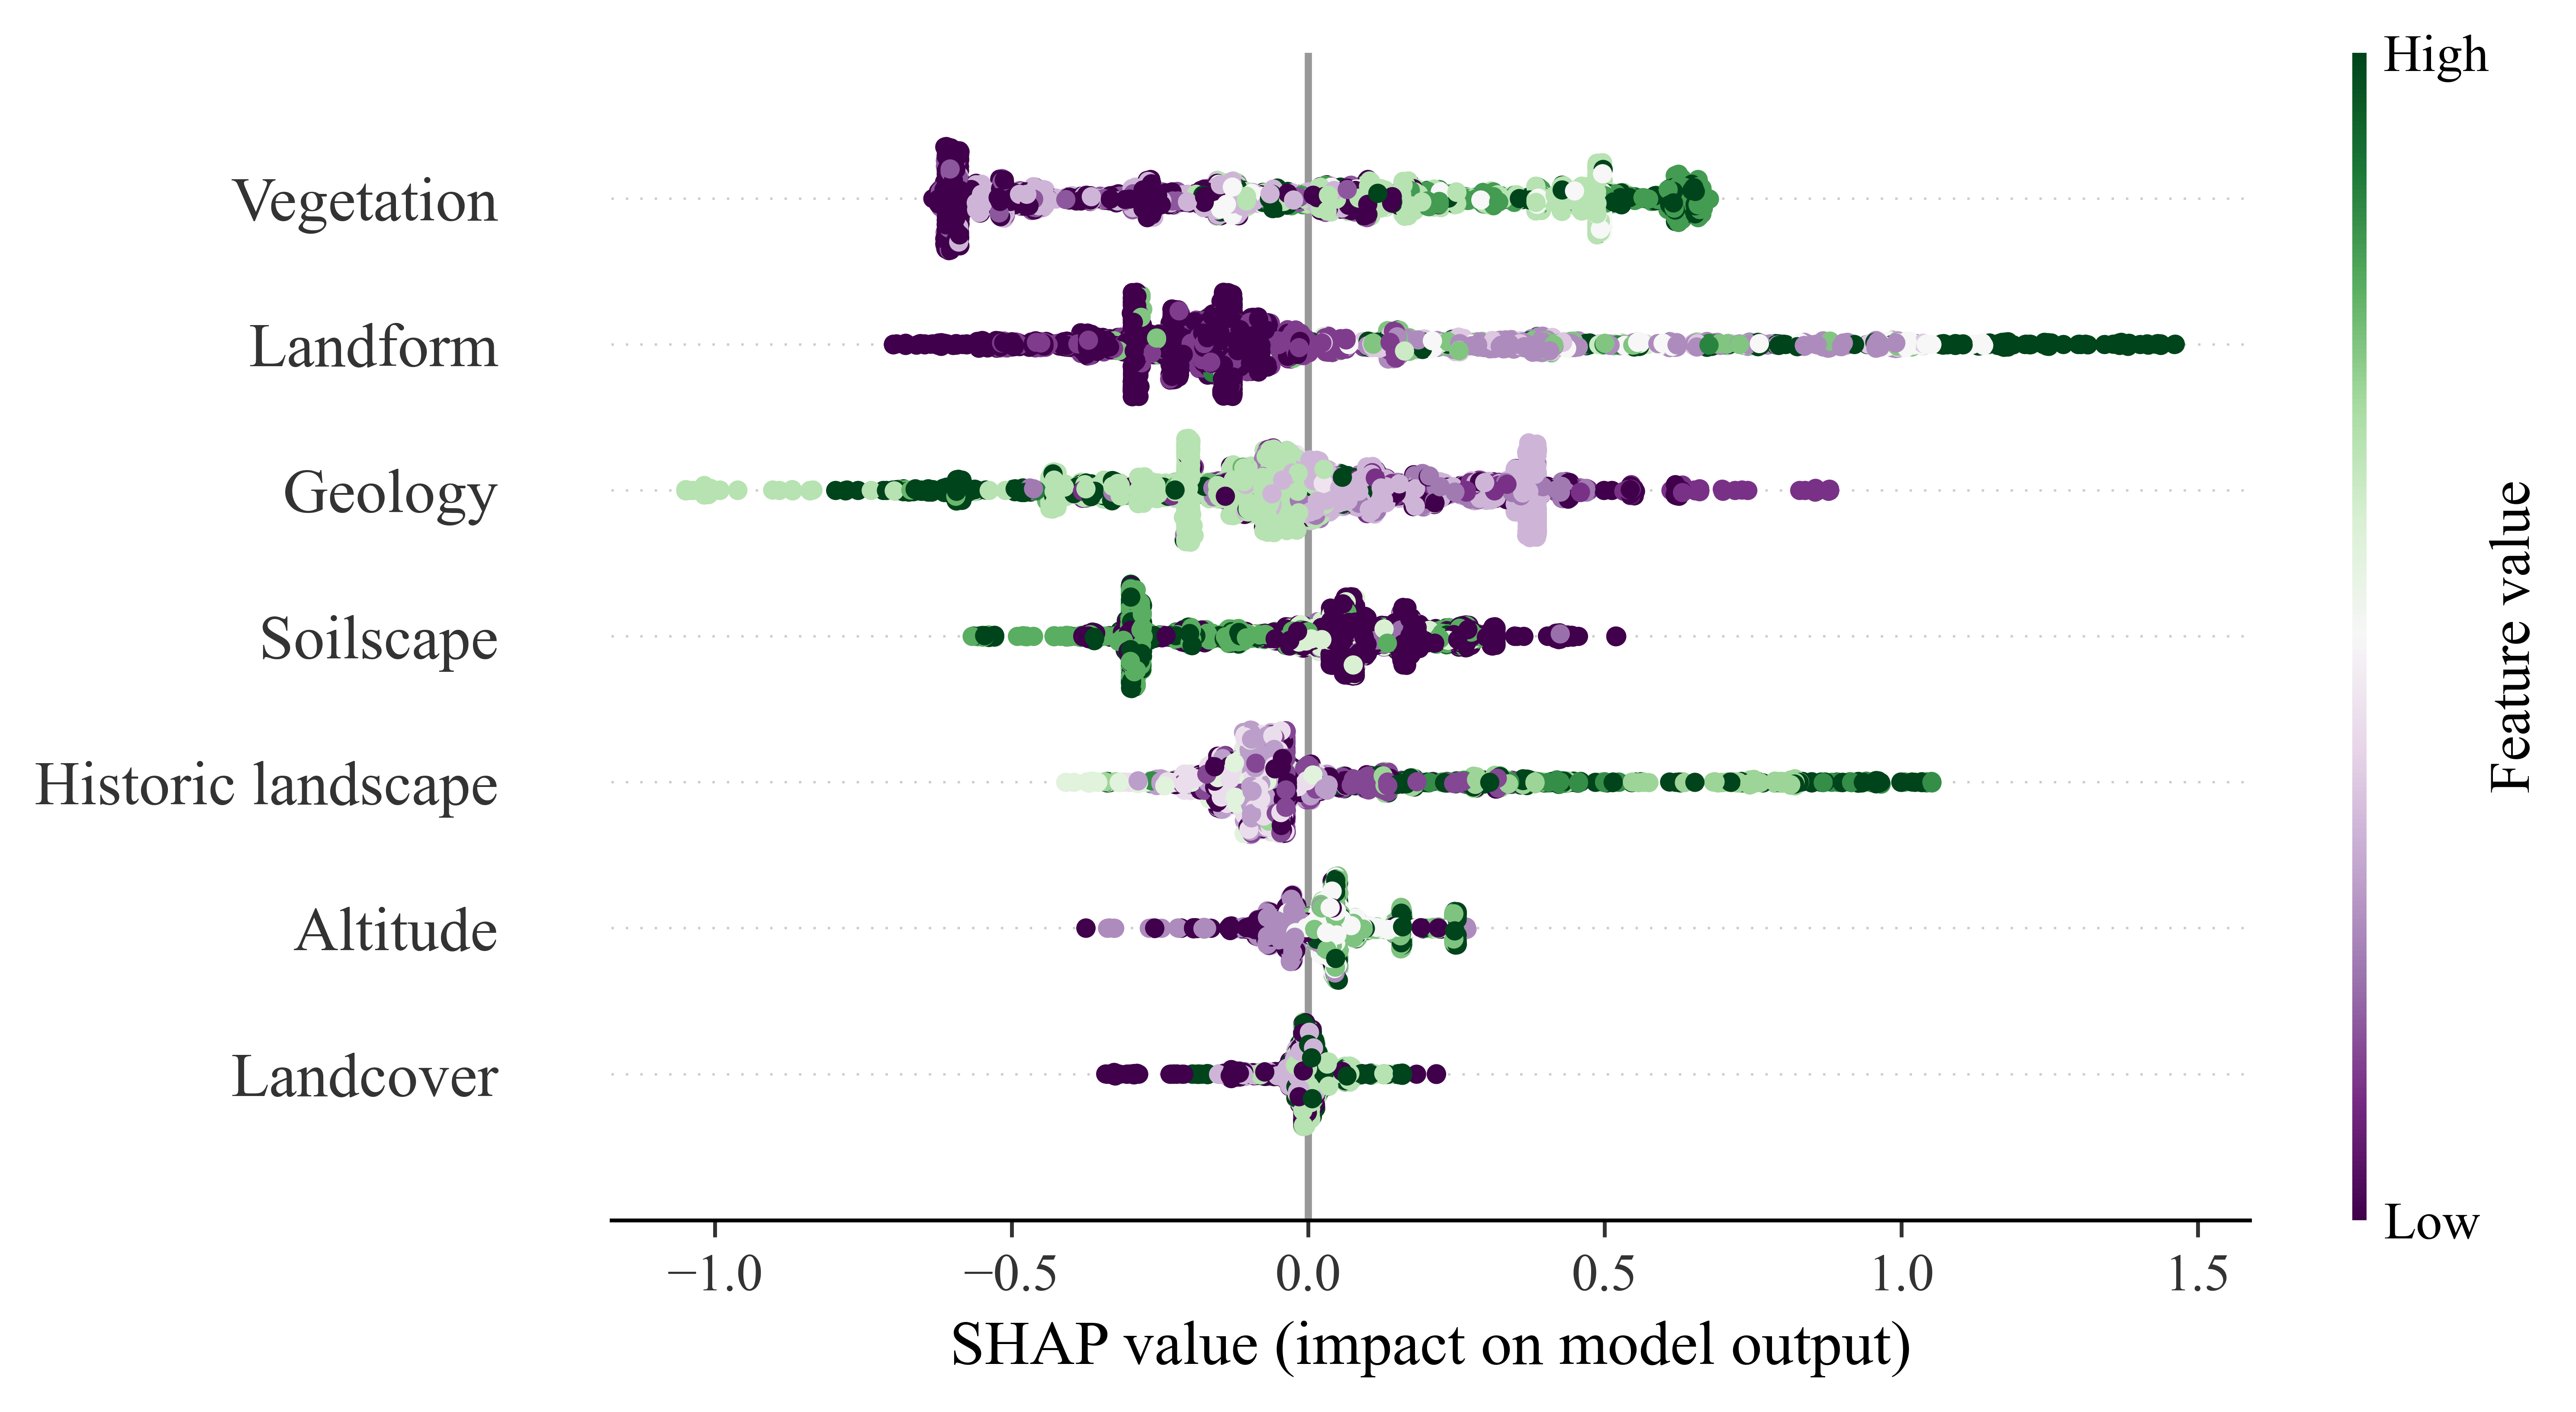 High
Vegetation
Landform
Geology
Soilscape
Historic landscape
Altitude
Landcover
Feature value
Low
−1.0 −0.5 0.0 0.5 1.0 1.5
SHAP value (impact on model output)